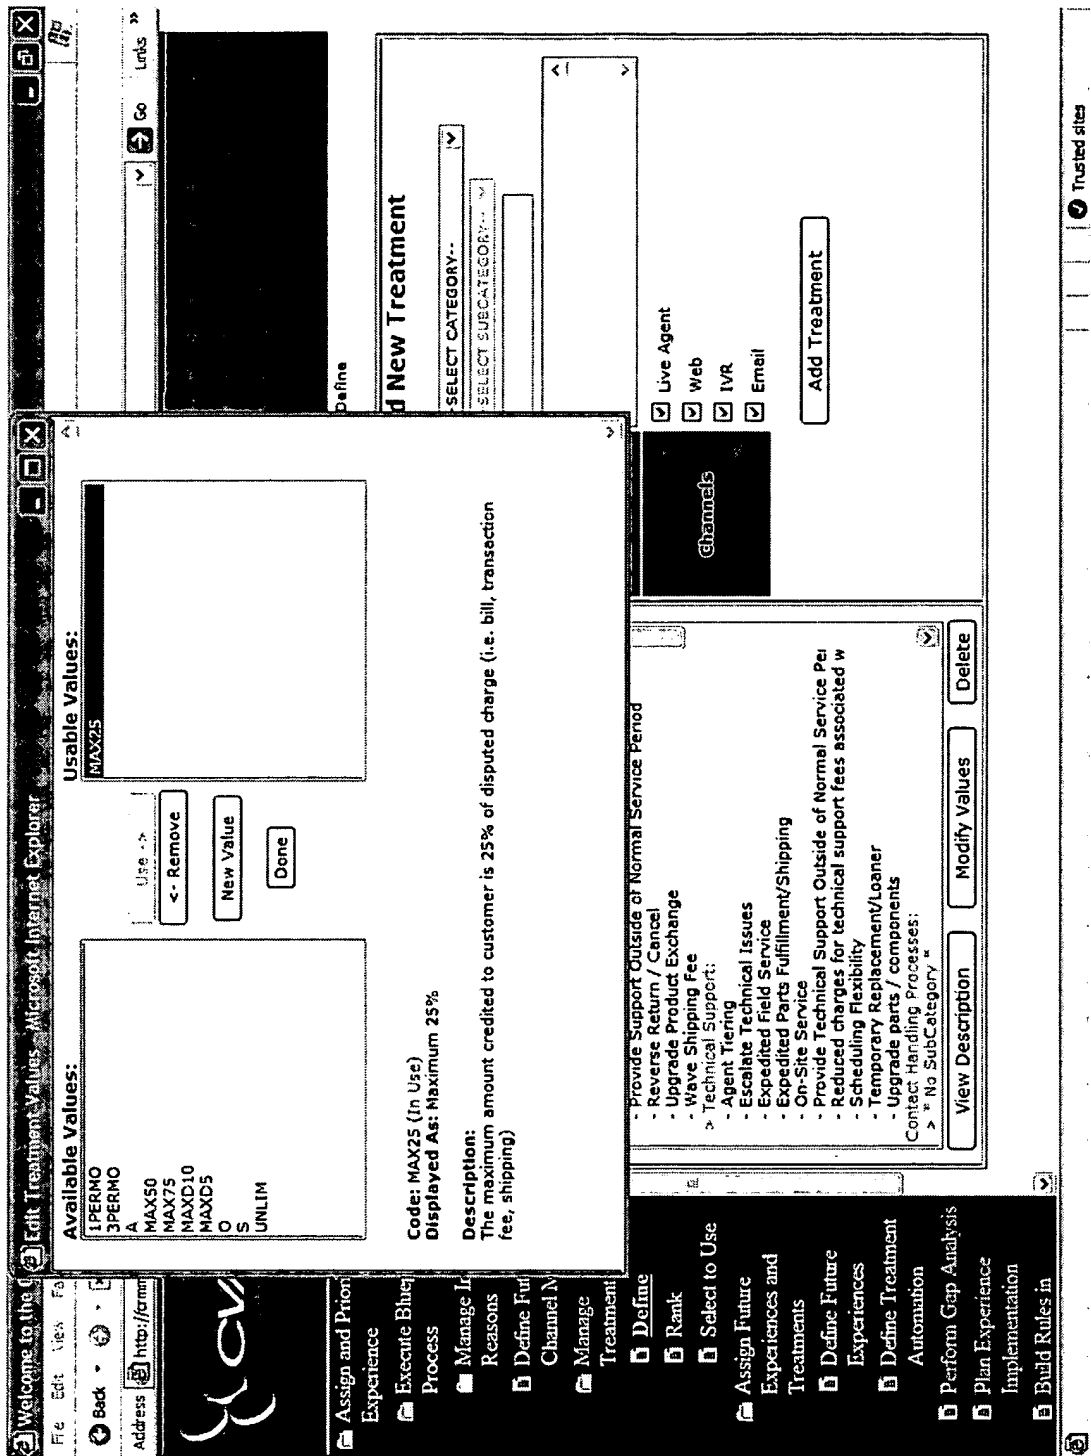 Welcome to the
Edit Treatment Values - Microsoft Internet Explorer
File Edit View Fa
Back
Go Links »
Address http://crmm
CVA
Available Values:
1PERMO
3PERMO
A
MAX50
MAX75
MAXD10
MAXD5
O
S
UNLIM
Use ->
<- Remove
New Value
Done
Usable Values:
MAX25
Code: MAX25 (In Use)
Displayed As: Maximum 25%
Description:
The maximum amount credited to customer is 25% of disputed charge (i.e. bill, transaction
fee, shipping)
Assign and Prior
Experience
Execute Bluep
Process
Manage In
Reasons
Define Fut
Channel M
Manage
Treatment
Define
Rank
Select to Use
Assign Future
Experiences and
Treatments
Define Future
Experiences
Define Treatment
Automation
Perform Gap Analysis
Plan Experience
Implementation
Build Rules in
- Provide Support Outside of Normal Service Period
- Reverse Return / Cancel
- Upgrade Product Exchange
- Wave Shipping Fee
> Technical Support:
- Agent Tiering
- Escalate Technical Issues
- Expedited Field Service
- Expedited Parts Fulfillment/Shipping
- On-Site Service
- Provide Technical Support Outside of Normal Service Per
- Reduced charges for technical support fees associated w
- Scheduling Flexibility
- Temporary Replacement/Loaner
- Upgrade parts / components
Contact Handling Processes:
> * No SubCategory *
View Description
Modify Values
Delete
Define
d New Treatment
SELECT CATEGORY--
SELECT SUBCATEGORY--
Channels
Live Agent
Web
IVR
Email
Add Treatment
Trusted sites